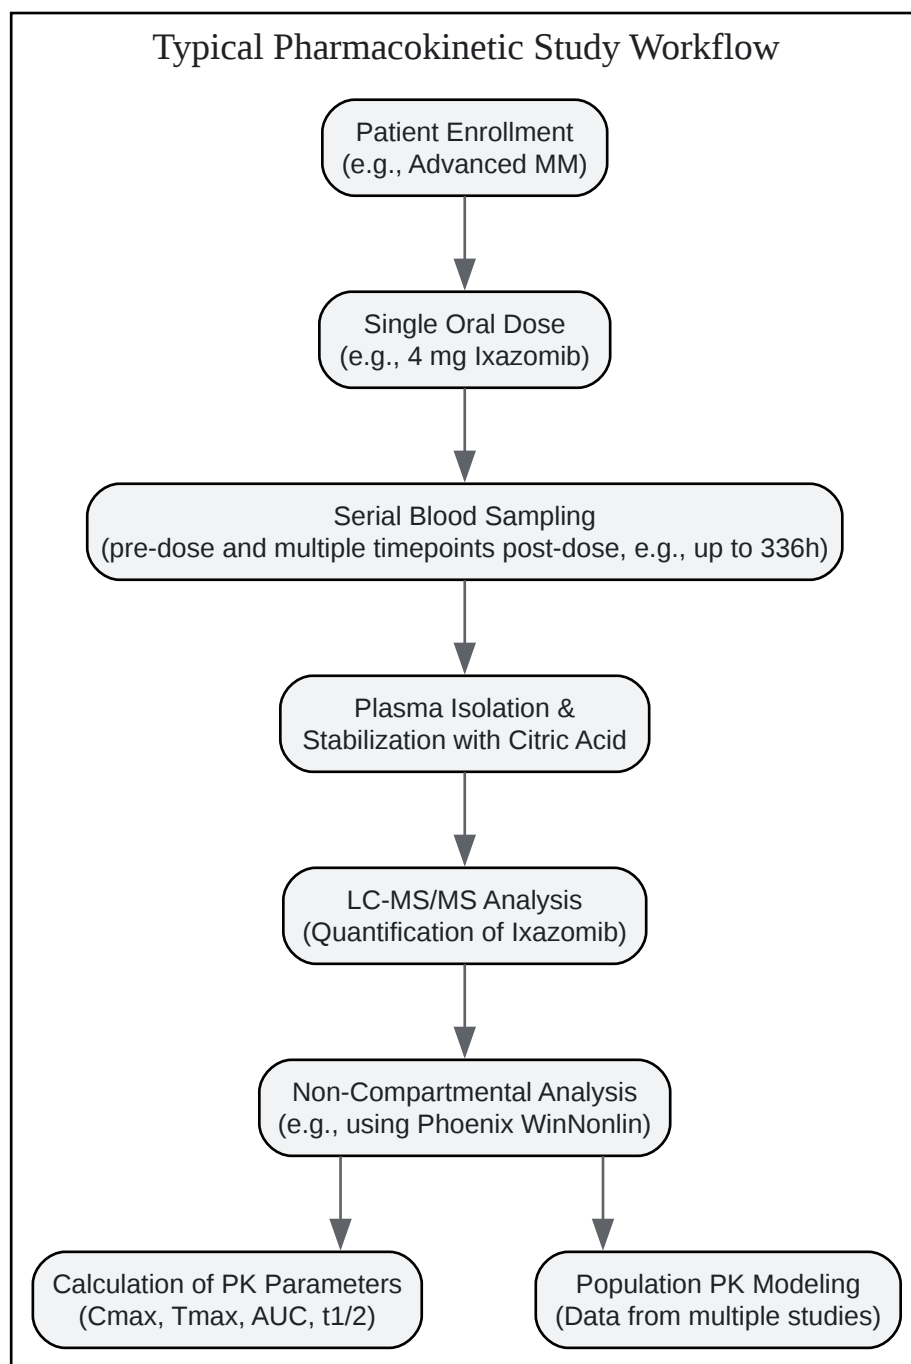 Typical Pharmacokinetic Study Workflow
Patient Enrollment
(e.g., Advanced MM)
Single Oral Dose
(e.g., 4 mg Ixazomib)
Serial Blood Sampling
(pre-dose and multiple timepoints post-dose, e.g., up to 336h)
Plasma Isolation &
Stabilization with Citric Acid
LC-MS/MS Analysis
(Quantification of Ixazomib)
Non-Compartmental Analysis
(e.g., using Phoenix WinNonlin)
Calculation of PK Parameters
(Cmax, Tmax, AUC, t1/2)
Population PK Modeling
(Data from multiple studies)